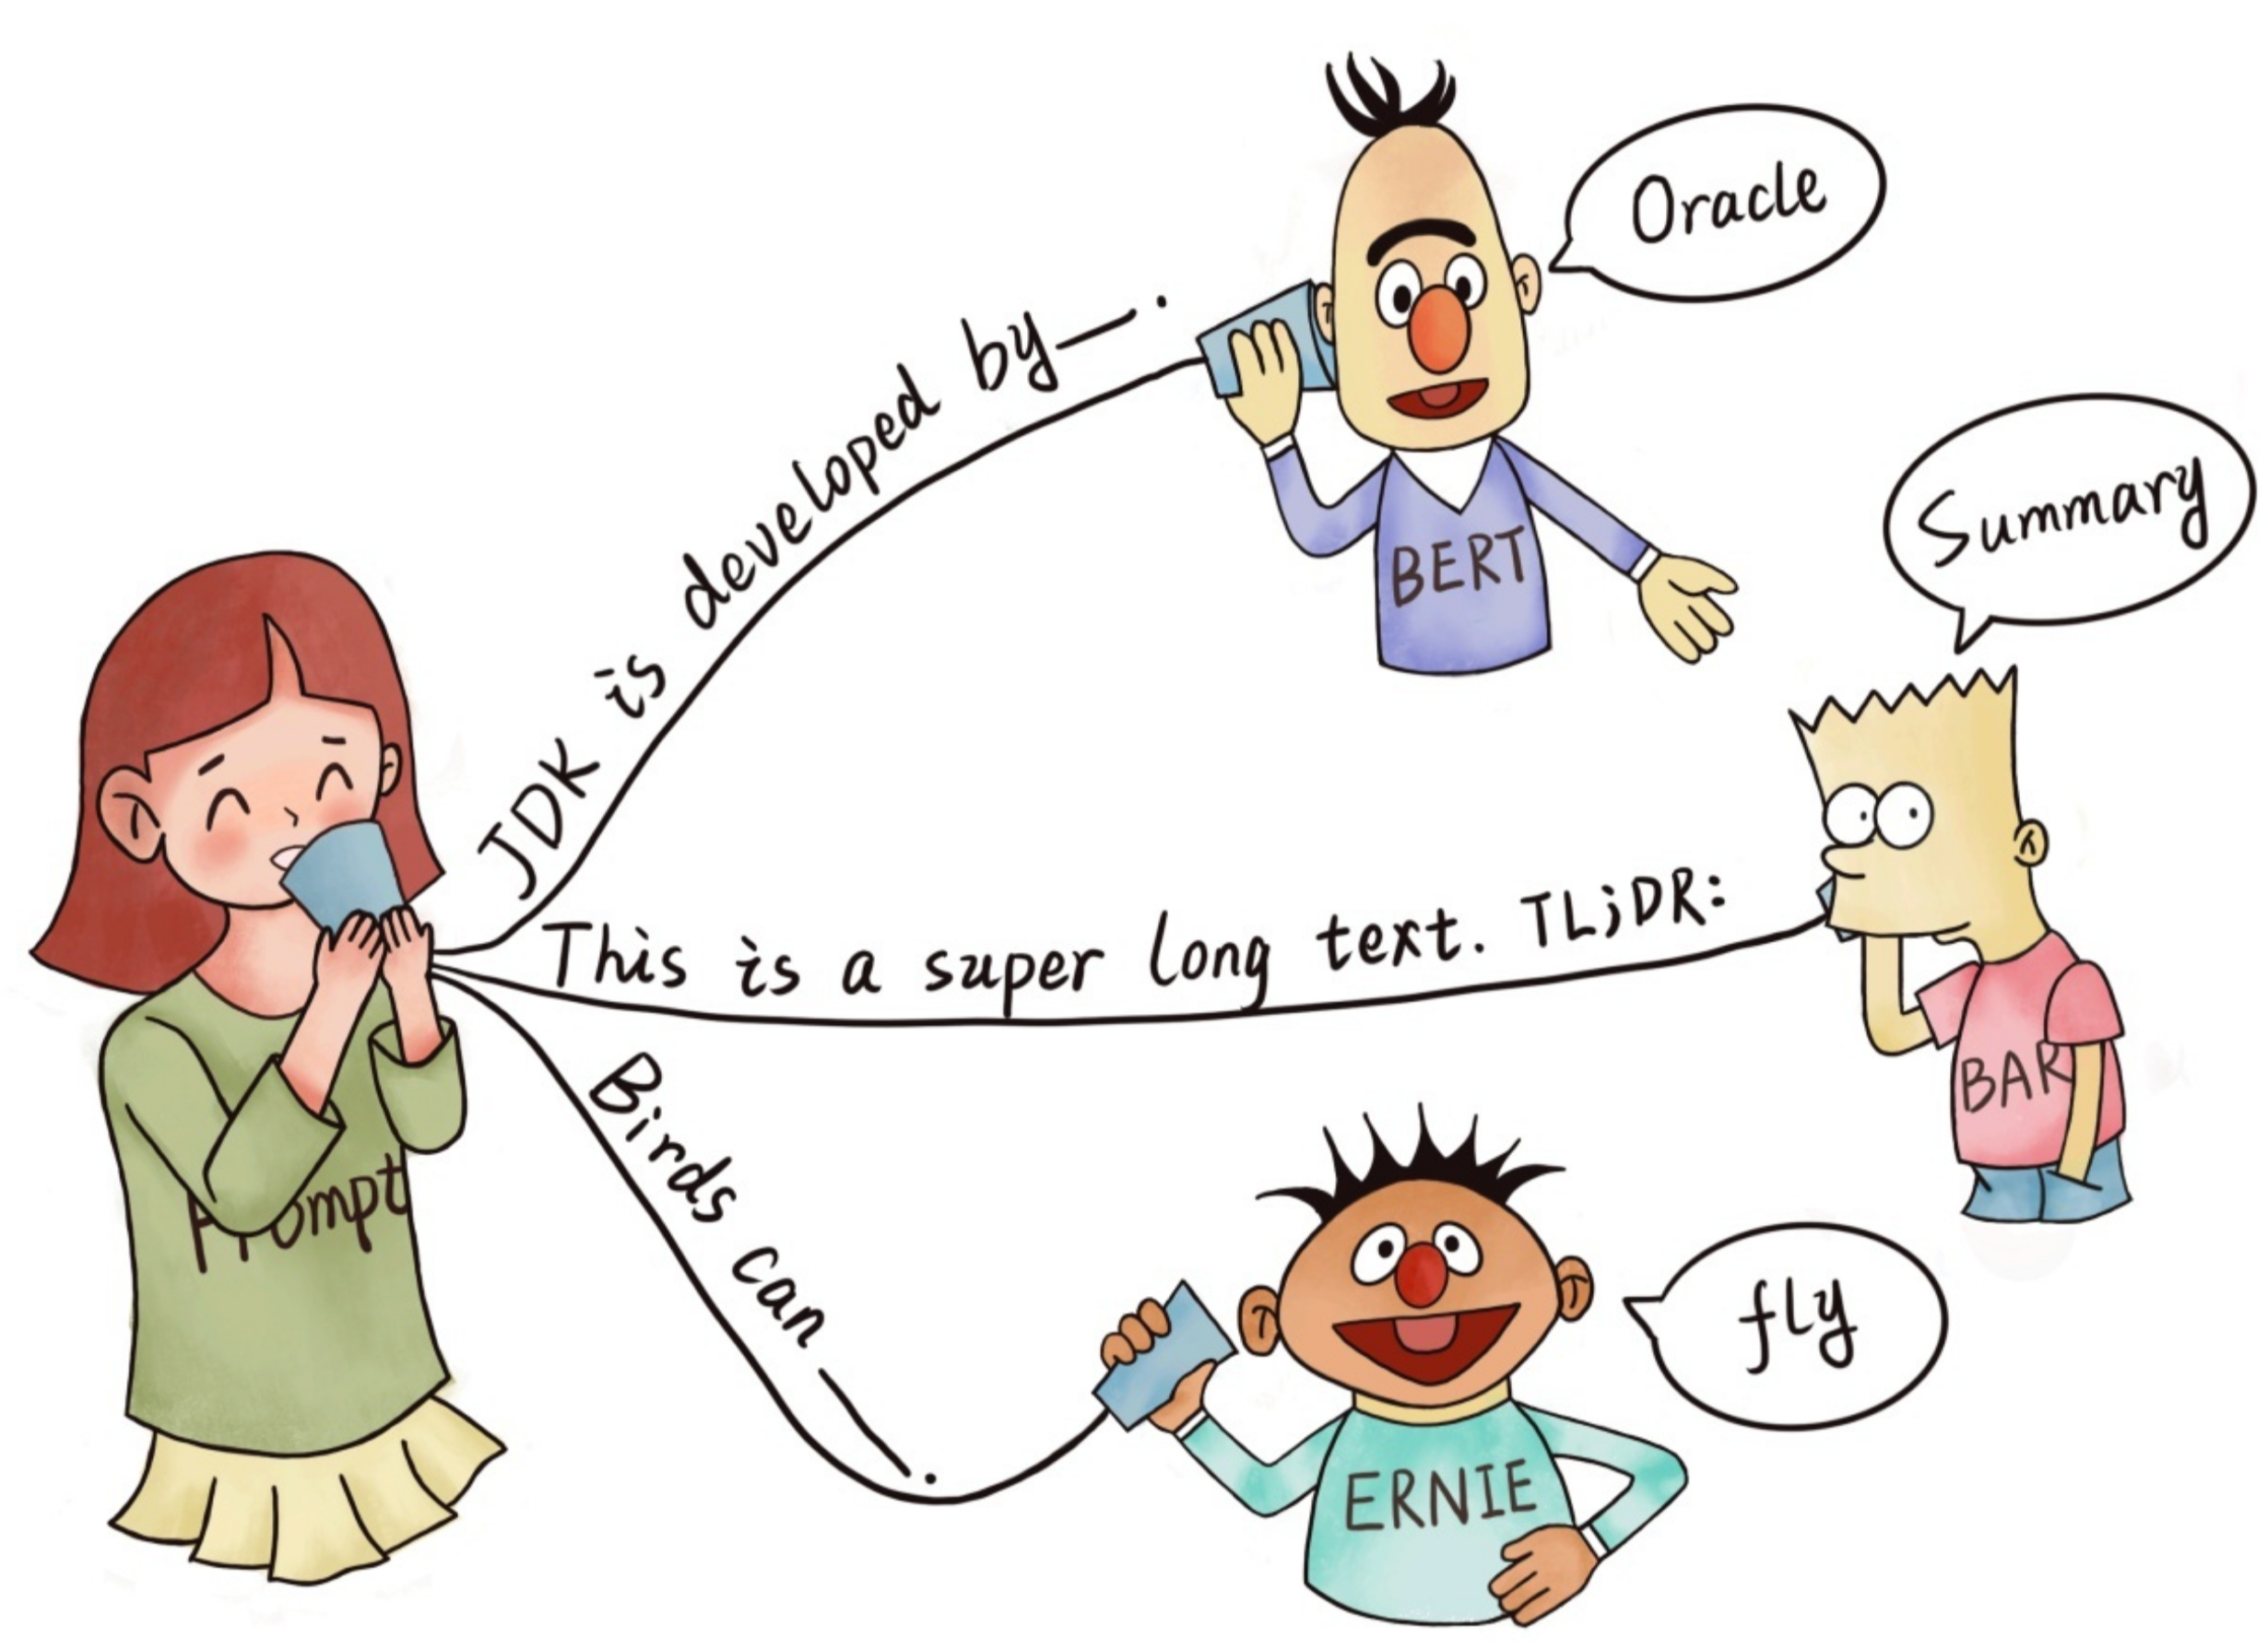 Oracle
JDK is developed by—.
BERT
Summary
This is a super long text. TL;DR:
BAR
Prompt
Birds can —.
fly
ERNIE